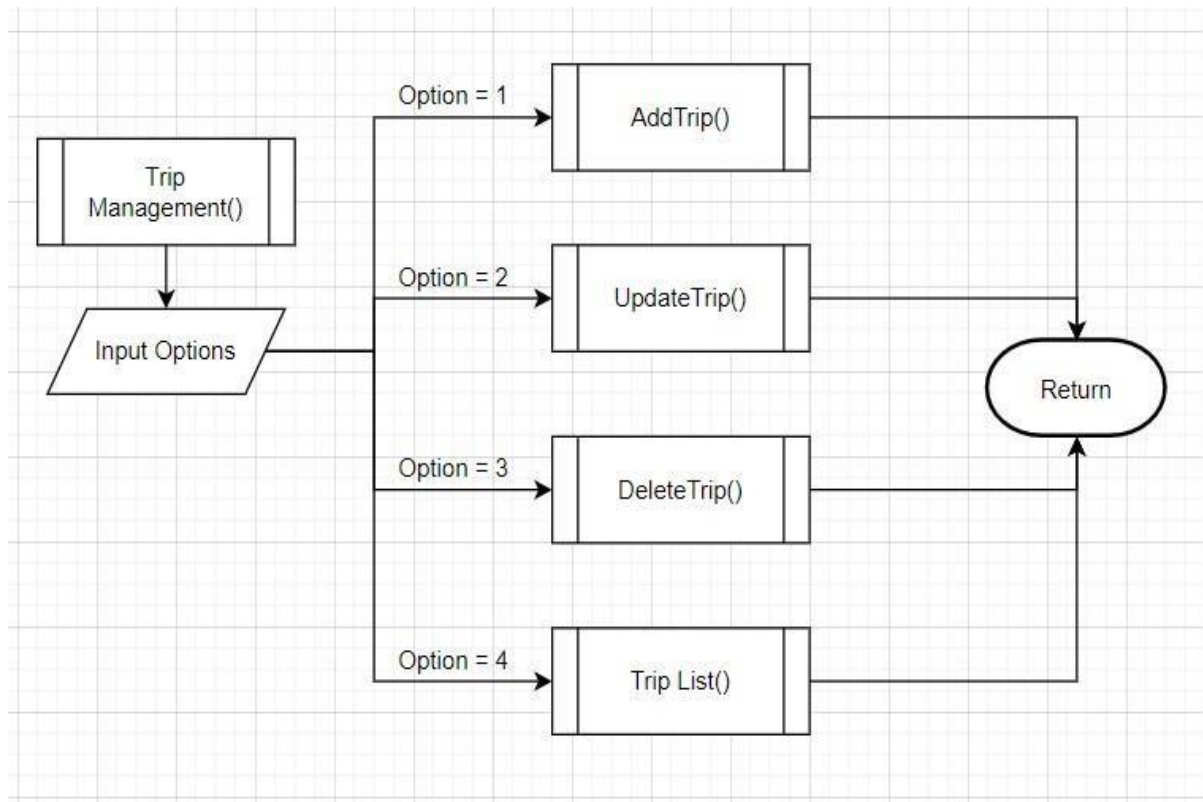 Option = 1
AddTrip()
Trip
Management()
Option = 2
UpdateTrip()
Input Options
Return
Option = 3
DeleteTrip()
Option = 4
Trip List()